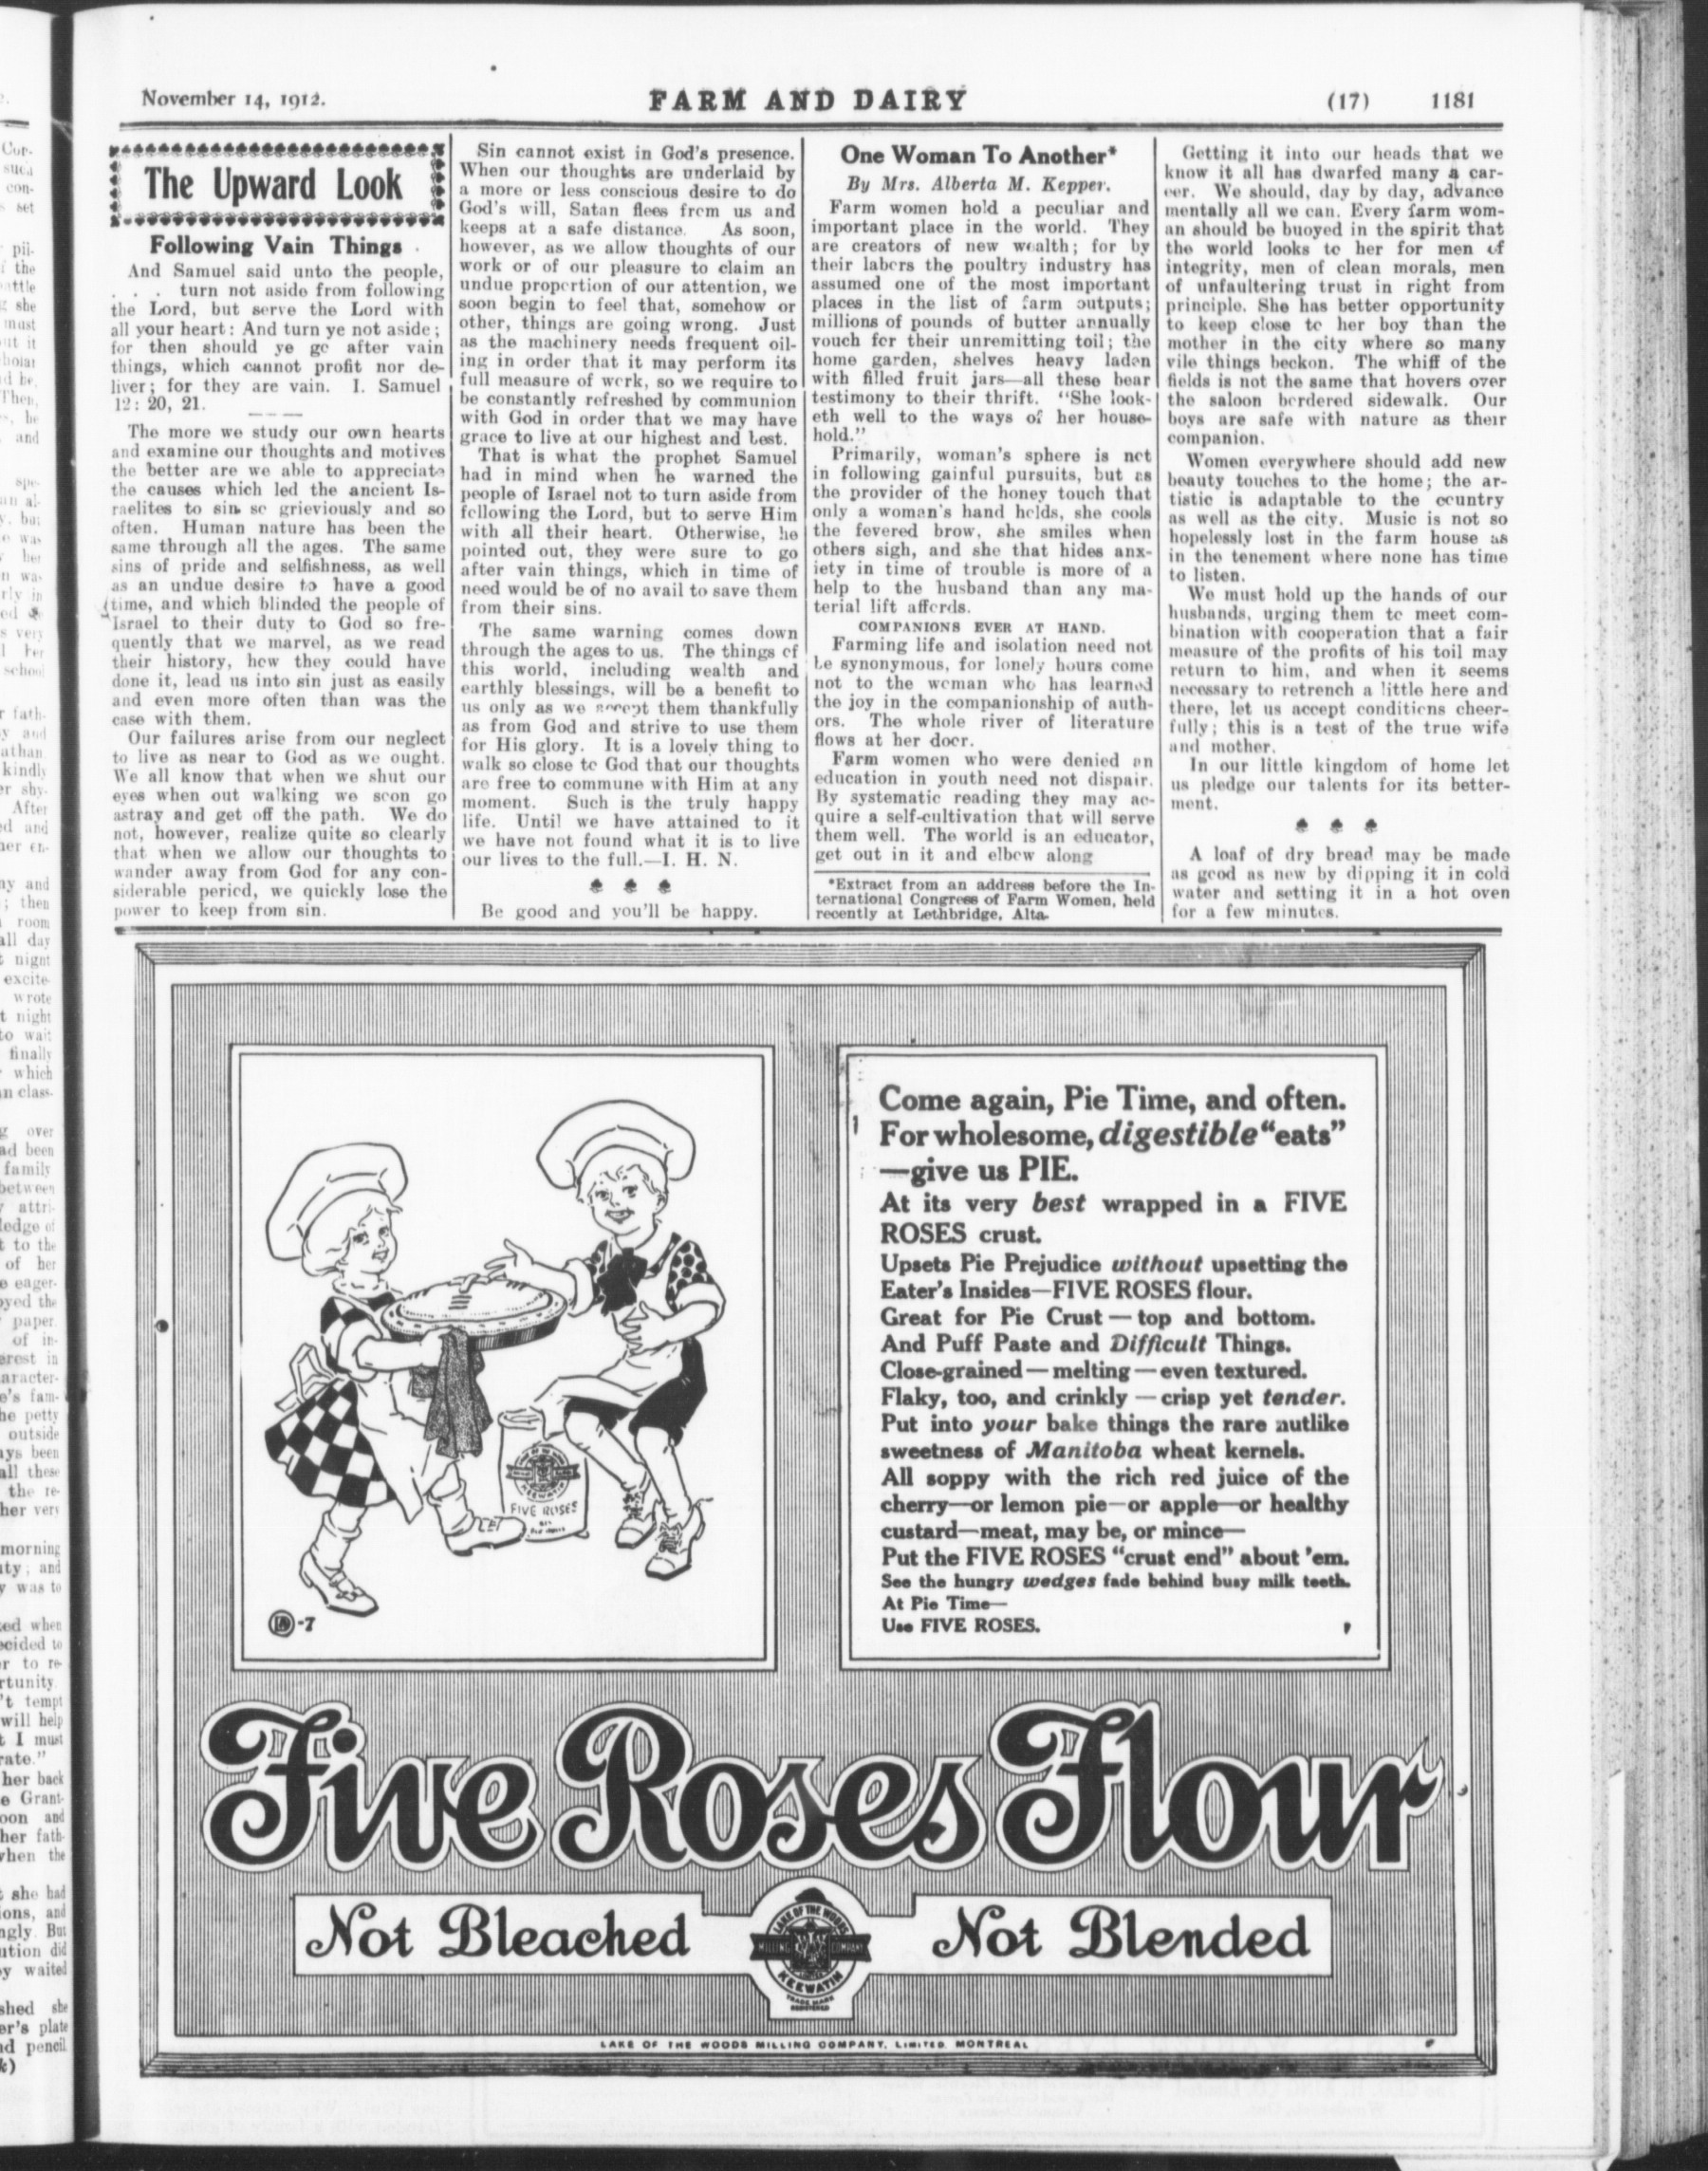 November 14, 1912.
FARM AND DAIRY
(17) 1181
The Upward Look
Following Vain Things
And Samuel said unto the people,
. . . turn not aside from following
the Lord, but serve the Lord with
all your heart: And turn ye not aside;
for then should ye go after vain
things, which cannot profit nor de-
liver; for they are vain. I. Samuel
12: 20, 21.
The more we study our own hearts
and examine our thoughts and motives
the better are we able to appreciate
the causes which led the ancient Is-
raelites to sin so grieviously and so
often. Human nature has been the
same through all the ages. The same
sins of pride and selfishness, as well
as an undue desire to have a good
time, and which blinded the people of
Israel to their duty to God so fre-
quently that we marvel, as we read
their history, how they could have
done it, lead us into sin just as easily
and even more often than was the
case with them.
Our failures arise from our neglect
to live as near to God as we ought.
We all know that when we shut our
eyes when out walking we soon go
astray and get off the path. We do
not, however, realize quite so clearly
that when we allow our thoughts to
wander away from God for any con-
siderable period, we quickly lose the
power to keep from sin.
Sin cannot exist in God's presence.
When our thoughts are underlaid by
a more or less conscious desire to do
God's will, Satan flees from us and
keeps at a safe distance. As soon,
however, as we allow thoughts of our
work or of our pleasure to claim an
undue proportion of our attention, we
soon begin to feel that, somehow or
other, things are going wrong. Just
as the machinery needs frequent oil-
ing in order that it may perform its
full measure of work, so we require to
be constantly refreshed by communion
with God in order that we may have
grace to live at our highest and best.
That is what the prophet Samuel
had in mind when he warned the
people of Israel not to turn aside from
following the Lord, but to serve Him
with all their heart. Otherwise, he
pointed out, they were sure to go
after vain things, which in time of
need would be of no avail to save them
from their sins.
The same warning comes down
through the ages to us. The things of
this world, including wealth and
earthly blessings, will be a benefit to
us only as we accept them thankfully
as from God and strive to use them
for His glory. It is a lovely thing to
walk so close to God that our thoughts
are free to commune with Him at any
moment. Such is the truly happy
life. Until we have attained to it
we have not found what it is to live
our lives to the full.—I. H. N.
Be good and you'll be happy.
One Woman To Another*
By Mrs. Alberta M. Kepper.
Farm women hold a peculiar and
important place in the world. They
are creators of new wealth; for by
their labors the poultry industry has
assumed one of the most important
places in the list of farm outputs;
millions of pounds of butter annually
vouch for their unremitting toil; the
home garden, shelves heavy laden
with filled fruit jars—all these bear
testimony to their thrift. "She look-
eth well to the ways of her house-
hold."
Primarily, woman's sphere is not
in following gainful pursuits, but as
the provider of the honey touch that
only a woman's hand holds, she cools
the fevered brow, she smiles when
others sigh, and she that hides anx-
iety in time of trouble is more of a
help to the husband than any ma-
terial lift affords.
COMPANIONS EVER AT HAND.
Farming life and isolation need not
be synonymous, for lonely hours come
not to the woman who has learned
the joy in the companionship of auth-
ors. The whole river of literature
flows at her door.
Farm women who were denied an
education in youth need not dispair.
By systematic reading they may ac-
quire a self-cultivation that will serve
them well. The world is an educator,
get out in it and elbow along
*Extract from an address before the In-
ternational Congress of Farm Women, held
recently at Lethbridge, Alta.
Getting it into our heads that we
know it all has dwarfed many a car-
eer. We should, day by day, advance
mentally all we can. Every farm wom-
an should be buoyed in the spirit that
the world looks to her for men of
integrity, men of clean morals, men
of unfaultering trust in right from
principle. She has better opportunity
to keep close to her boy than the
mother in the city where so many
vile things beckon. The whiff of the
fields is not the same that hovers over
the saloon bordered sidewalk. Our
boys are safe with nature as their
companion.
Women everywhere should add new
beauty touches to the home; the ar-
tistic is adaptable to the country
as well as the city. Music is not so
hopelessly lost in the farm house as
in the tenement where none has time
to listen.
We must hold up the hands of our
husbands, urging them to meet com-
bination with cooperation that a fair
measure of the profits of his toil may
return to him, and when it seems
necessary to retrench a little here and
there, let us accept conditions cheer-
fully; this is a test of the true wife
and mother.
In our little kingdom of home let
us pledge our talents for its better-
ment.
A loaf of dry bread may be made
as good as new by dipping it in cold
water and setting it in a hot oven
for a few minutes.
FIVE ROSES
-7
Come again, Pie Time, and often.
For wholesome, digestible "eats"
—give us PIE.
At its very best wrapped in a FIVE
ROSES crust.
Upsets Pie Prejudice without upsetting the
Eater's Insides—FIVE ROSES flour.
Great for Pie Crust—top and bottom.
And Puff Paste and Difficult Things.
Close-grained—melting—even textured.
Flaky, too, and crinkly—crisp yet tender.
Put into your bake things the rare nutlike
sweetness of Manitoba wheat kernels.
All soppy with the rich red juice of the
cherry—or lemon pie—or apple—or healthy
custard—meat, may be, or mince—
Put the FIVE ROSES "crust end" about 'em.
See the hungry wedges fade behind busy milk teeth.
At Pie Time—
Use FIVE ROSES.
Five Roses Flour
Not Bleached
LAKE OF THE WOODS
MILLING COMPANY
KEEWATIN
TRADE MARK
REGISTERED
Not Blended
LAKE OF THE WOODS MILLING COMPANY, LIMITED, MONTREAL